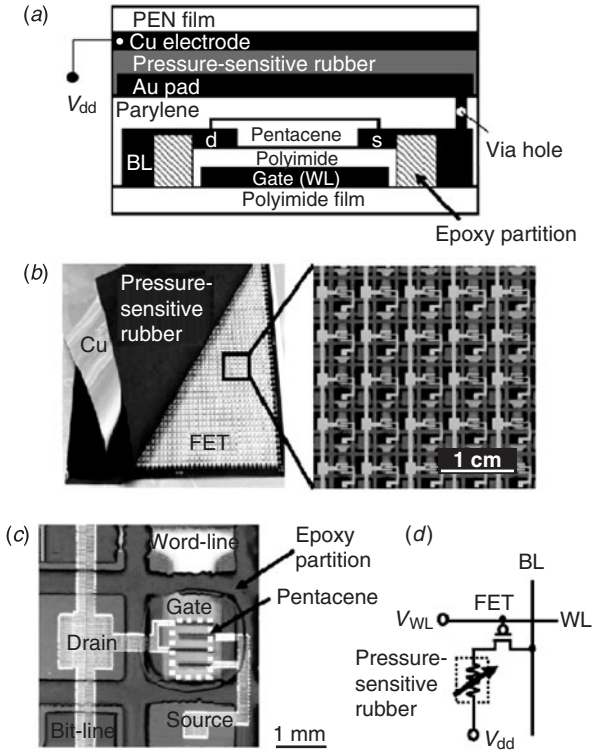 (a)
PEN film
Cu electrode
Pressure-sensitive rubber
Au pad
Vdd
Parylene
Pentacene
d
s
Via hole
BL
Polyimide
Gate (WL)
Polyimide film
Epoxy partition
(b)
Pressure-
sensitive
rubber
Cu
FET
1 cm
(c)
Word-line
Epoxy
partition
Gate
Pentacene
Drain
Bit-line
Source
1 mm
(d)
BL
FET
VWL
WL
Pressure-
sensitive
rubber
Vdd